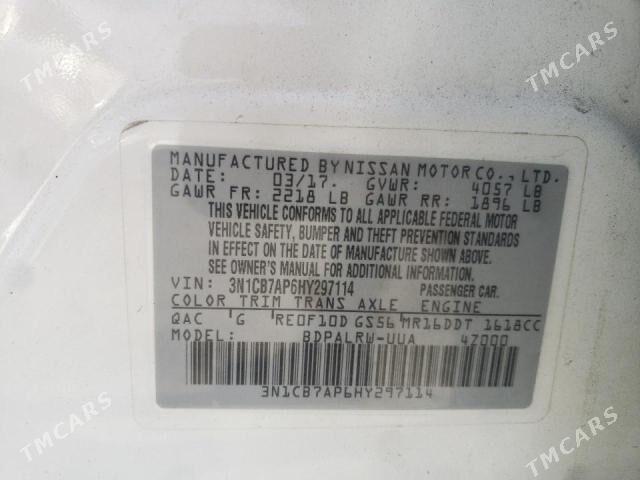 TMCARS
TMCARS
MANUFACTURED BY NISSAN MOTOR CO., LTD.
DATE: 03/17. GVWR: 4057 LB
GAWR FR: 2218 LB GAWR RR: 1896 LB
THIS VEHICLE CONFORMS TO ALL APPLICABLE FEDERAL MOTOR
VEHICLE SAFETY, BUMPER AND THEFT PREVENTION STANDARDS
IN EFFECT ON THE DATE OF MANUFACTURE SHOWN ABOVE.
SEE OWNER'S MANUAL FOR ADDITIONAL INFORMATION.
VIN: 3N1CB7AP6HY297114 PASSENGER CAR.
COLOR TRIM TRANS AXLE ENGINE
QAC G RE0F10D GS56 MR16DDT 1618CC
MODEL: BDPALRW-UUA 4Z000
3N1CB7AP6HY297114
TMCARS
TMCARS